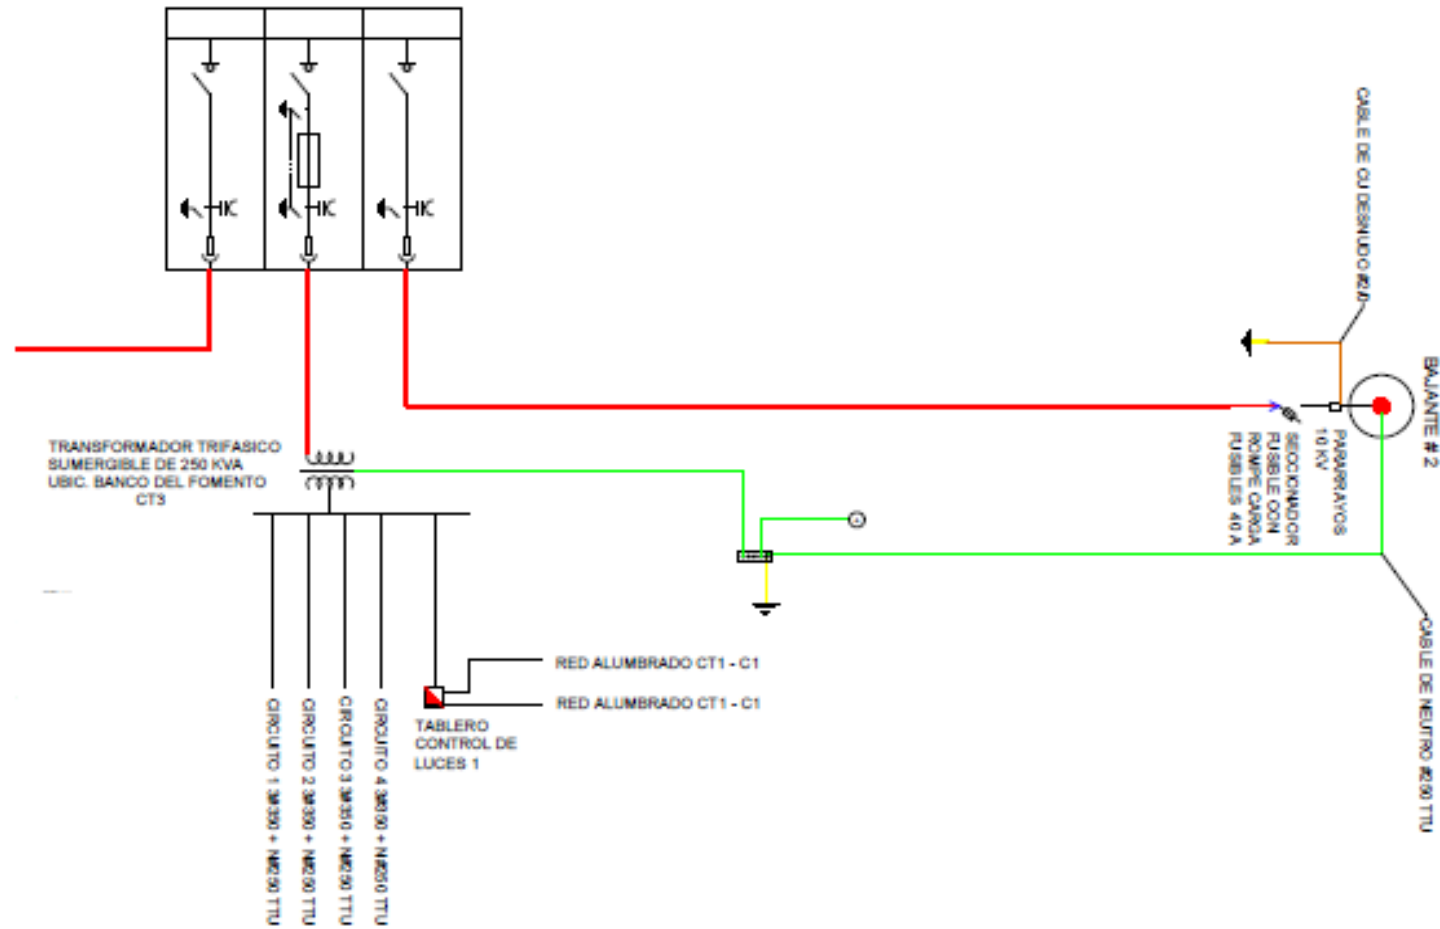 CABLE DE CU DESNUDO #2/0
BAJANTE # 2
PARARRAYOS
10 KV
SECCIONADOR
FUSIBLE CON
ROMPE CARGA
FUSIBLES 40 A
TRANSFORMADOR TRIFASICO
SUMERGIBLE DE 250 KVA
UBIC. BANCO DEL FOMENTO
CT3
RED ALUMBRADO CT1 - C1
RED ALUMBRADO CT1 - C1
TABLERO
CONTROL DE
LUCES 1
CIRCUITO 1 3#350 + N#250 TTU
CIRCUITO 2 3#350 + N#250 TTU
CIRCUITO 3 3#350 + N#250 TTU
CIRCUITO 4 3#350 + N#250 TTU
CABLE DE NEUTRO #250 TTU